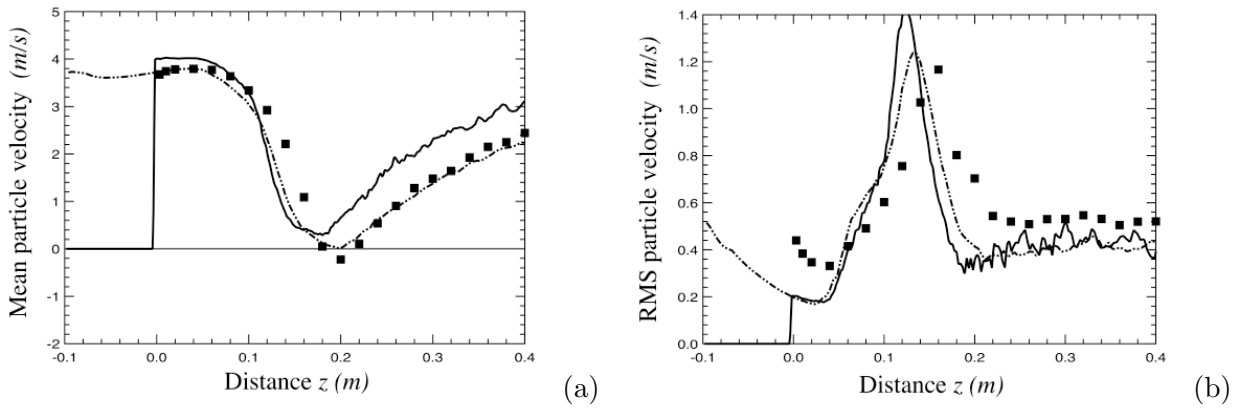 5
4
3
2
1
0
-1
-2
-0.1 0.0 0.1 0.2 0.3 0.4
Mean particle velocity (m/s)
Distance z (m)
(a)
1.4
1.2
1.0
0.8
0.6
0.4
0.2
0.0
-0.1 0.0 0.1 0.2 0.3 0.4
RMS particle velocity (m/s)
Distance z (m)
(b)